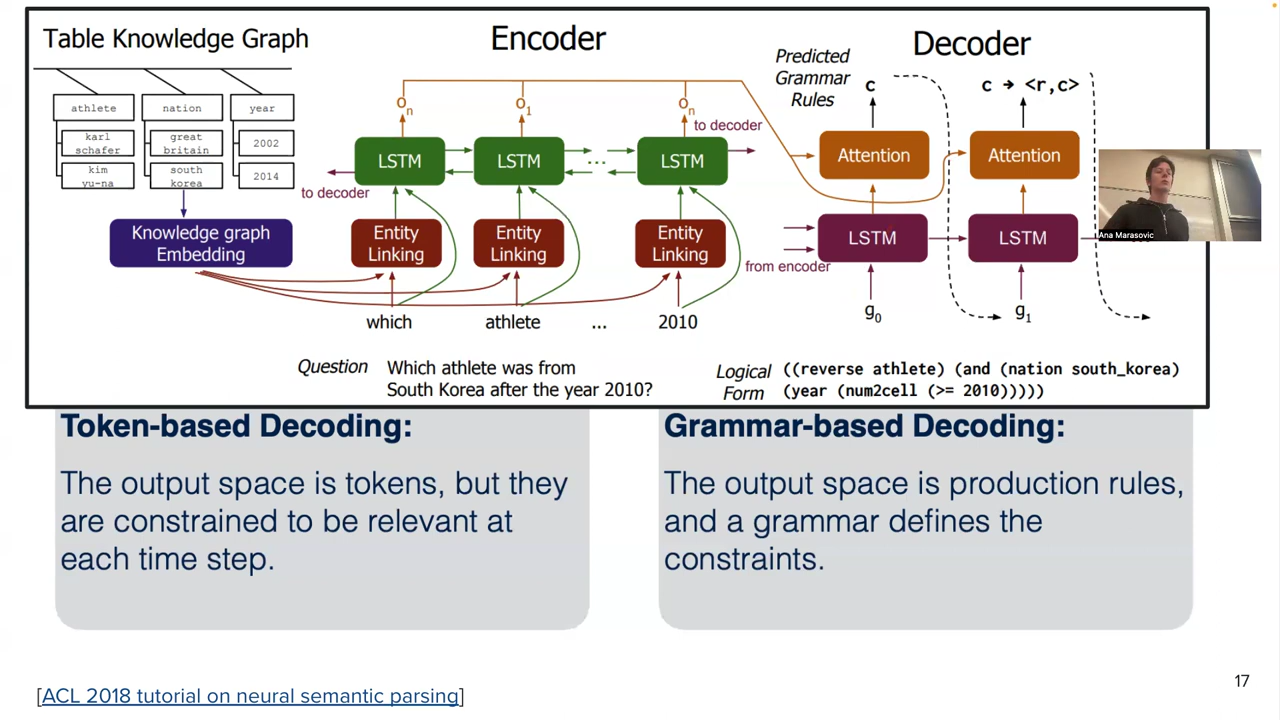 Table Knowledge Graph
athlete
nation
year
karl
schafer
great
britain
2002
kim
yu-na
south
korea
2014
Knowledge graph
Embedding
Encoder
on
o1
on
to decoder
LSTM
LSTM
...
LSTM
to decoder
Entity
Linking
Entity
Linking
Entity
Linking
which
athlete
...
2010
Question
Which athlete was from
South Korea after the year 2010?
Decoder
Predicted
Grammar
Rules
c
c → <r,c>
Attention
Attention
LSTM
LSTM
from encoder
g0
g1
Logical
Form
((reverse athlete) (and (nation south_korea)
(year (num2cell (>= 2010)))))
Ana Marasovic
Token-based Decoding:
The output space is tokens, but they
are constrained to be relevant at
each time step.
Grammar-based Decoding:
The output space is production rules,
and a grammar defines the
constraints.
[ACL 2018 tutorial on neural semantic parsing]
17